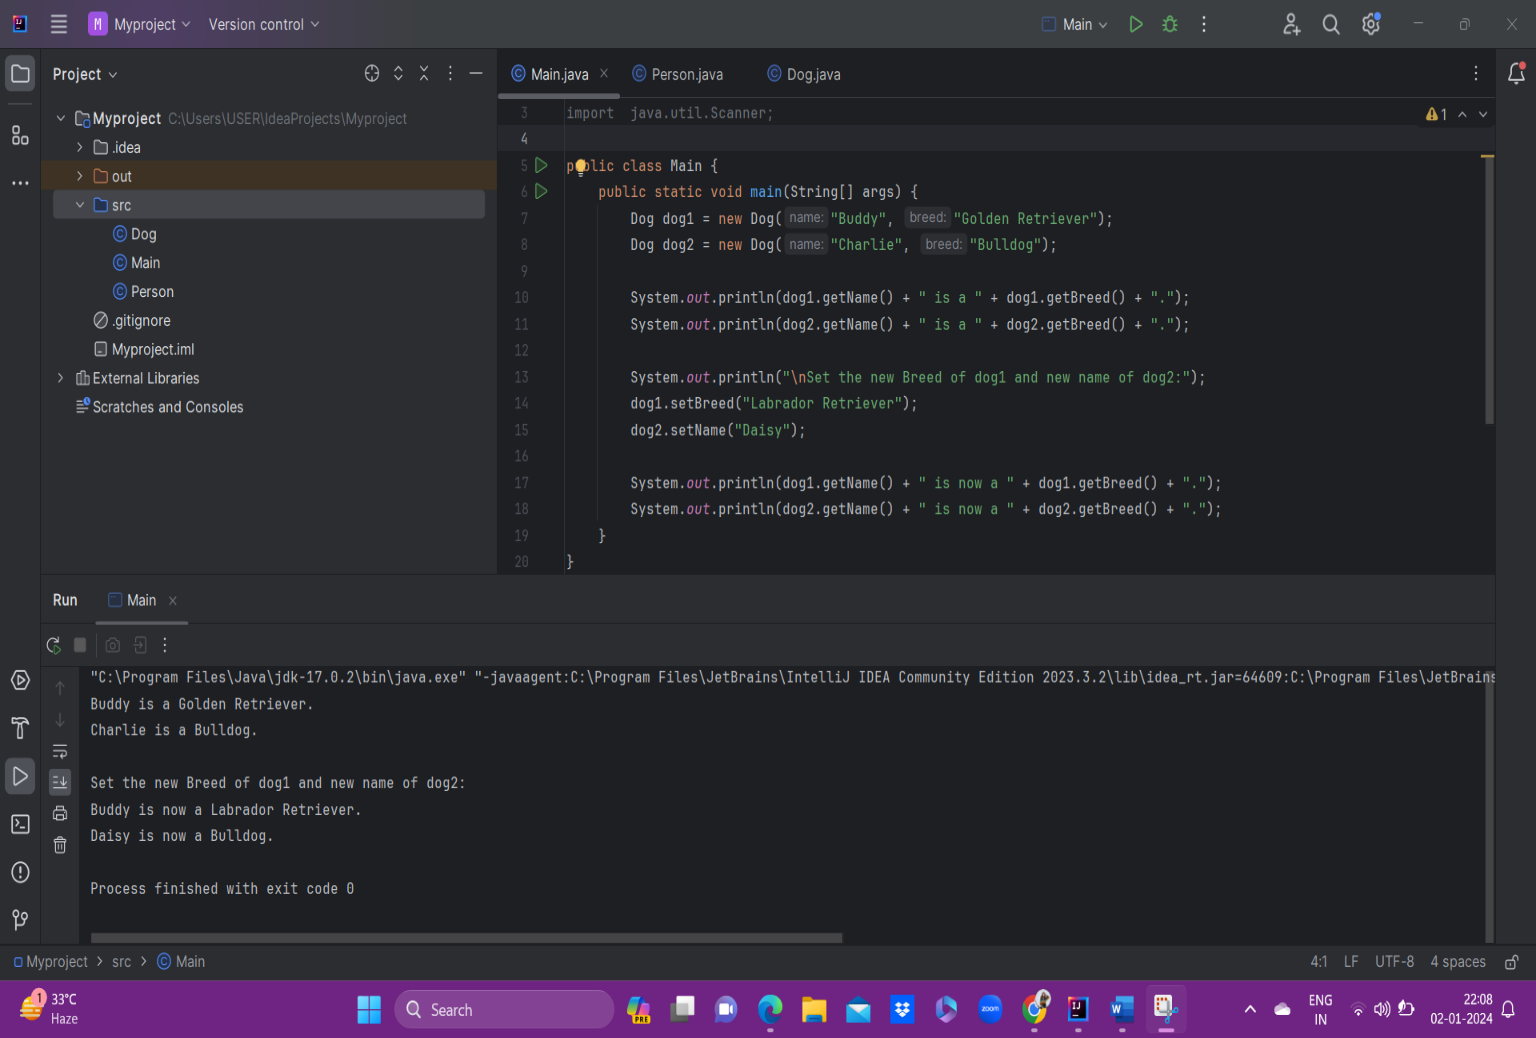 M Myproject Version control Main
Project
Main.java Person.java Dog.java
Myproject C:\Users\USER\IdeaProjects\Myproject
.idea
out
src
Dog
Main
Person
.gitignore
Myproject.iml
External Libraries
Scratches and Consoles
3 import java.util.Scanner; 1
4
5 public class Main {
6 public static void main(String[] args) {
7 Dog dog1 = new Dog( name: "Buddy", breed: "Golden Retriever");
8 Dog dog2 = new Dog( name: "Charlie", breed: "Bulldog");
9
10 System.out.println(dog1.getName() + " is a " + dog1.getBreed() + ".");
11 System.out.println(dog2.getName() + " is a " + dog2.getBreed() + ".");
12
13 System.out.println("\nSet the new Breed of dog1 and new name of dog2:");
14 dog1.setBreed("Labrador Retriever");
15 dog2.setName("Daisy");
16
17 System.out.println(dog1.getName() + " is now a " + dog1.getBreed() + ".");
18 System.out.println(dog2.getName() + " is now a " + dog2.getBreed() + ".");
19 }
20 }
Run Main
"C:\Program Files\Java\jdk-17.0.2\bin\java.exe" "-javaagent:C:\Program Files\JetBrains\IntelliJ IDEA Community Edition 2023.3.2\lib\idea_rt.jar=64609:C:\Program Files\JetBrains
Buddy is a Golden Retriever.
Charlie is a Bulldog.
Set the new Breed of dog1 and new name of dog2:
Buddy is now a Labrador Retriever.
Daisy is now a Bulldog.
Process finished with exit code 0
Myproject > src > Main 4:1 LF UTF-8 4 spaces
1 33°C
Haze
Search
PRE
zoom
W
ENG
IN
22:08
02-01-2024